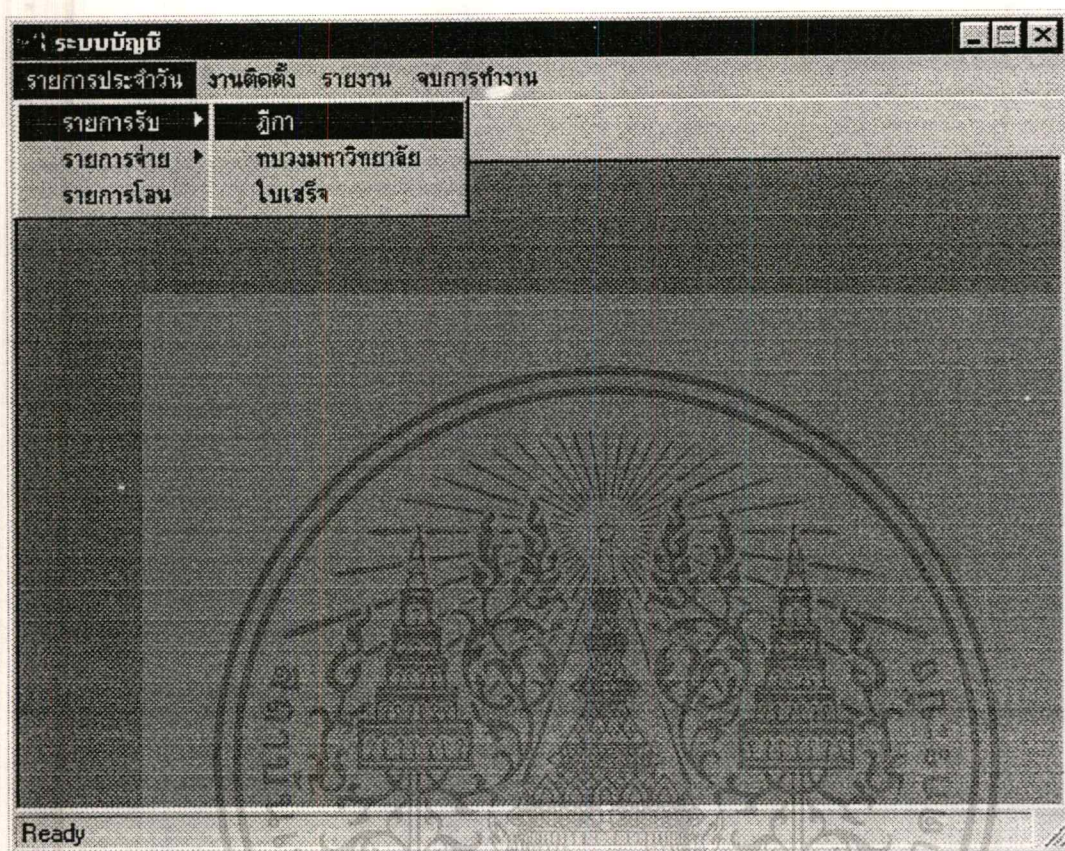 ระบบบัญชี
รายการประจำวัน งานติดตั้ง รายงาน จบการทำงาน
รายการรับ ฎีกา
รายการจ่าย ทบวงมหาวิทยาลัย
รายการโอน ใบเสร็จ
Ready